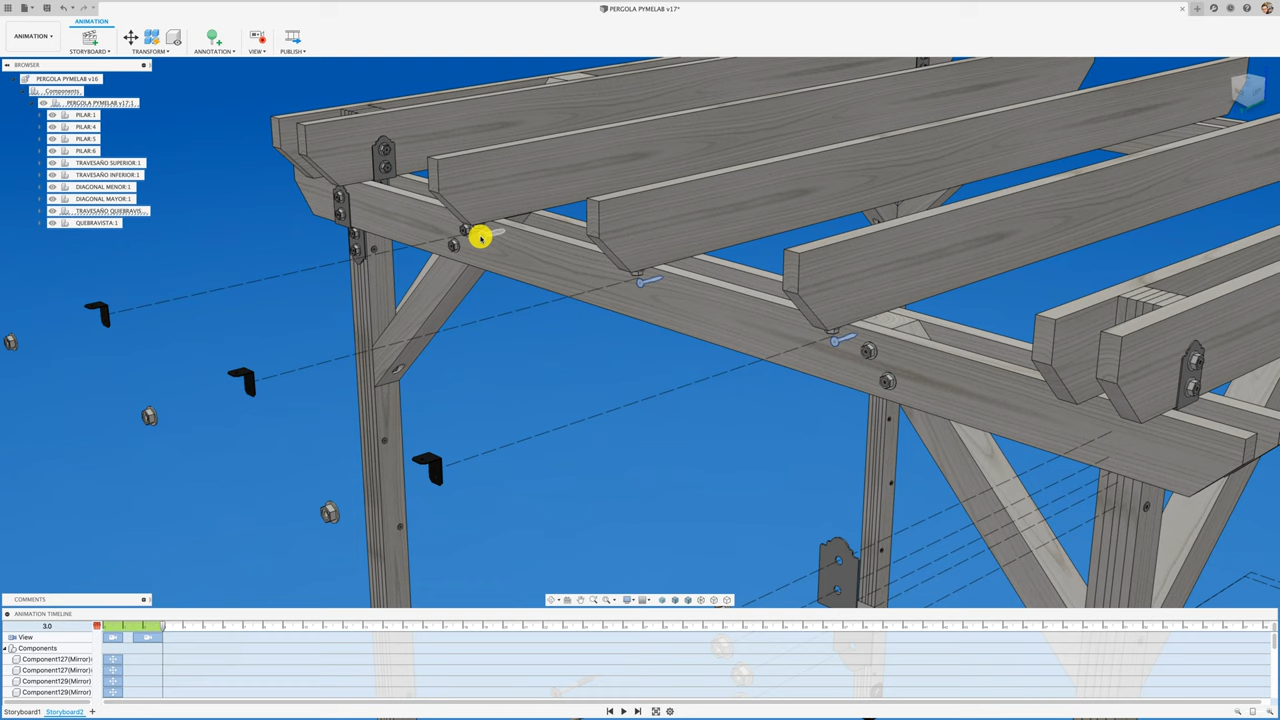 PERGOLA PYMELAB v17*
ANIMATION
ANIMATION
STORYBOARD
TRANSFORM
ANNOTATION
VIEW
PUBLISH
BROWSER
PERGOLA PYMELAB v16
Components
PERGOLA PYMELAB v17:1
PILAR:1
PILAR:4
PILAR:5
PILAR:6
TRAVESAÑO SUPERIOR:1
TRAVESAÑO INFERIOR:1
DIAGONAL MENOR:1
DIAGONAL MAYOR:1
TRAVESAÑO QUEBRAVIS...
QUEBRAVISTA:1
COMMENTS
ANIMATION TIMELINE
3.0
View
Components
Component127(Mirror)
Component127(Mirror)
Component129(Mirror)
Component129(Mirror)
Storyboard1 Storyboard2 +